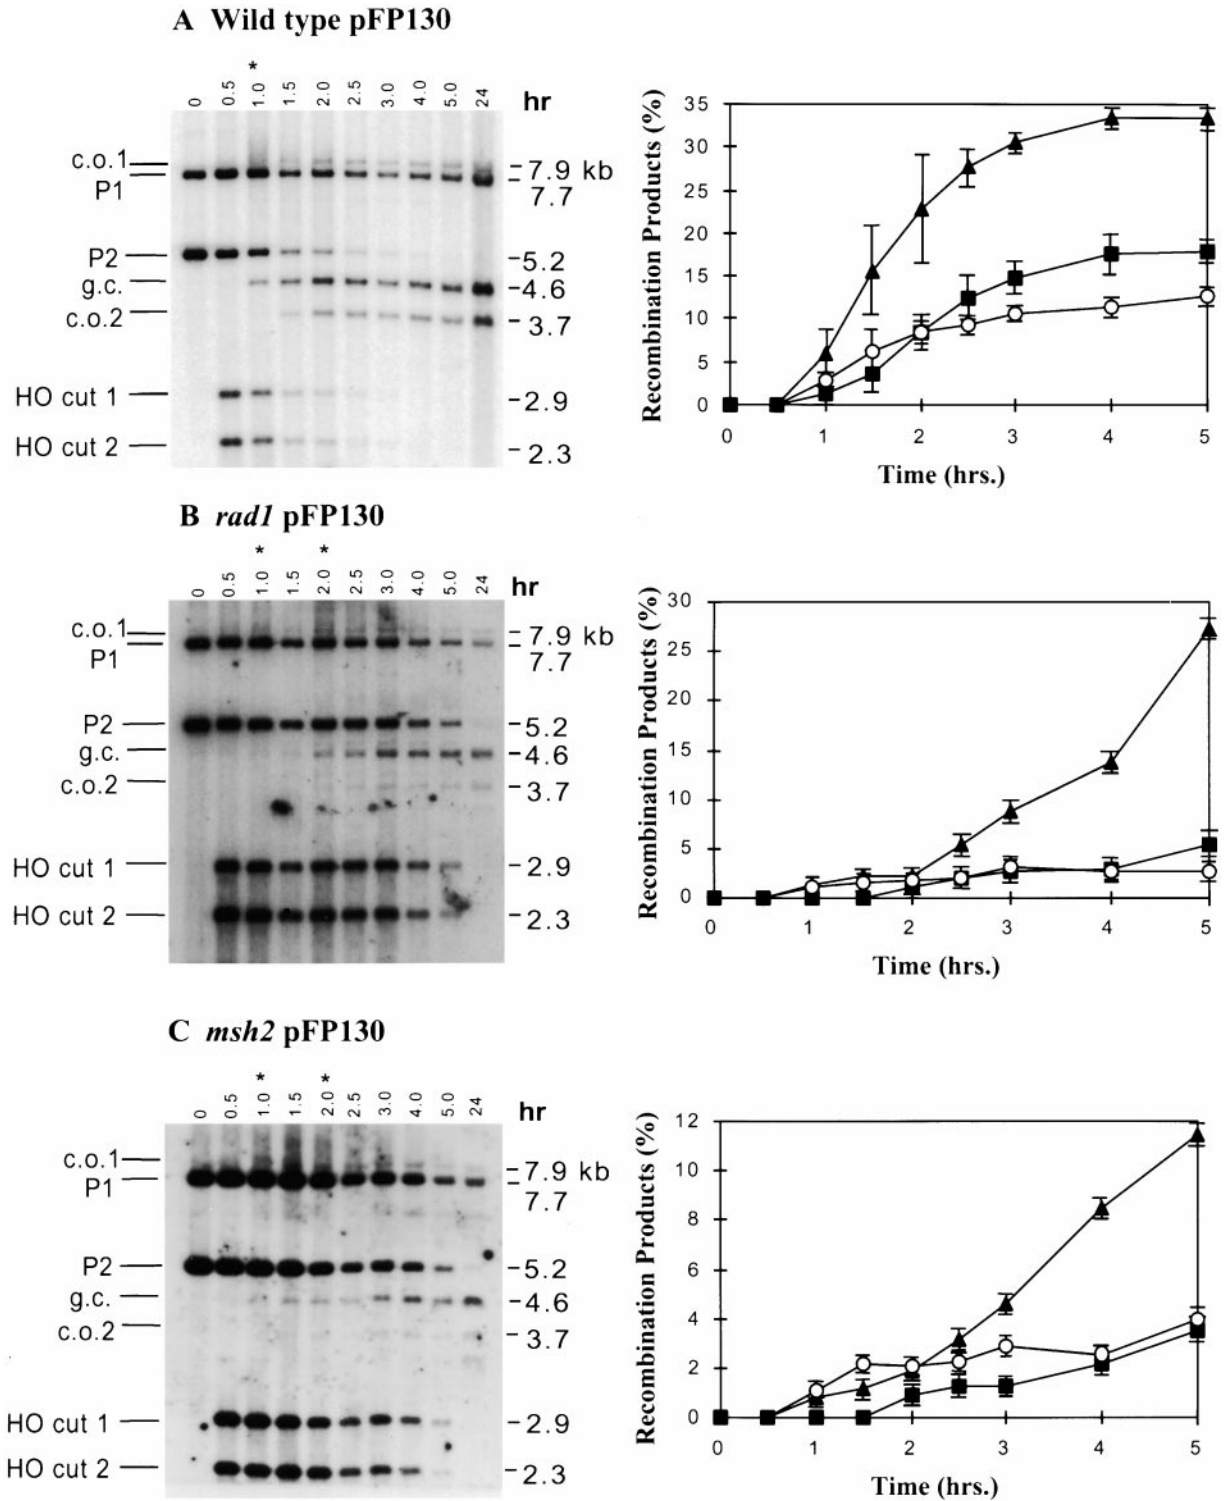 A Wild type pFP130
*
0 0.5 1.0 1.5 2.0 2.5 3.0 4.0 5.0 24 hr
c.o.1
P1
P2
g.c.
c.o.2
HO cut 1
HO cut 2
7.9 kb
7.7
5.2
4.6
3.7
2.9
2.3
Recombination Products (%)
35
30
25
20
15
10
5
0
0 1 2 3 4 5
Time (hrs.)
B rad1 pFP130
* *
0 0.5 1.0 1.5 2.0 2.5 3.0 4.0 5.0 24 hr
c.o.1
P1
P2
g.c.
c.o.2
HO cut 1
HO cut 2
7.9 kb
7.7
5.2
4.6
3.7
2.9
2.3
Recombination Products (%)
30
25
20
15
10
5
0
0 1 2 3 4 5
Time (hrs.)
C msh2 pFP130
* *
0 0.5 1.0 1.5 2.0 2.5 3.0 4.0 5.0 24 hr
c.o.1
P1
P2
g.c.
c.o.2
HO cut 1
HO cut 2
7.9 kb
7.7
5.2
4.6
3.7
2.9
2.3
Recombination Products (%)
12
10
8
6
4
2
0
0 1 2 3 4 5
Time (hrs.)